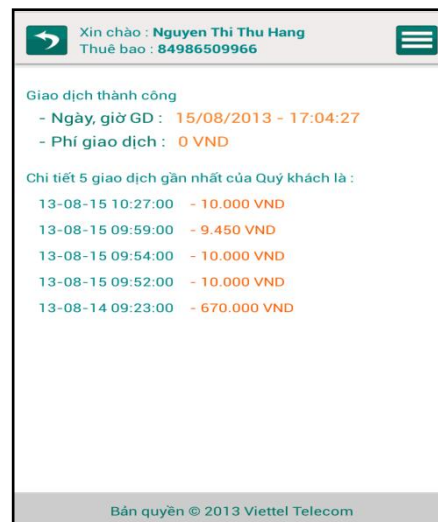 Xin chào : Nguyen Thi Thu Hang
Thuê bao : 84986509966
Giao dịch thành công
- Ngày, giờ GD : 15/08/2013 - 17:04:27
- Phí giao dịch : 0 VND
Chi tiết 5 giao dịch gần nhất của Quý khách là :
13-08-15 10:27:00 - 10.000 VND
13-08-15 09:59:00 - 9.450 VND
13-08-15 09:54:00 - 10.000 VND
13-08-15 09:52:00 - 10.000 VND
13-08-14 09:23:00 - 670.000 VND
Bản quyền © 2013 Viettel Telecom